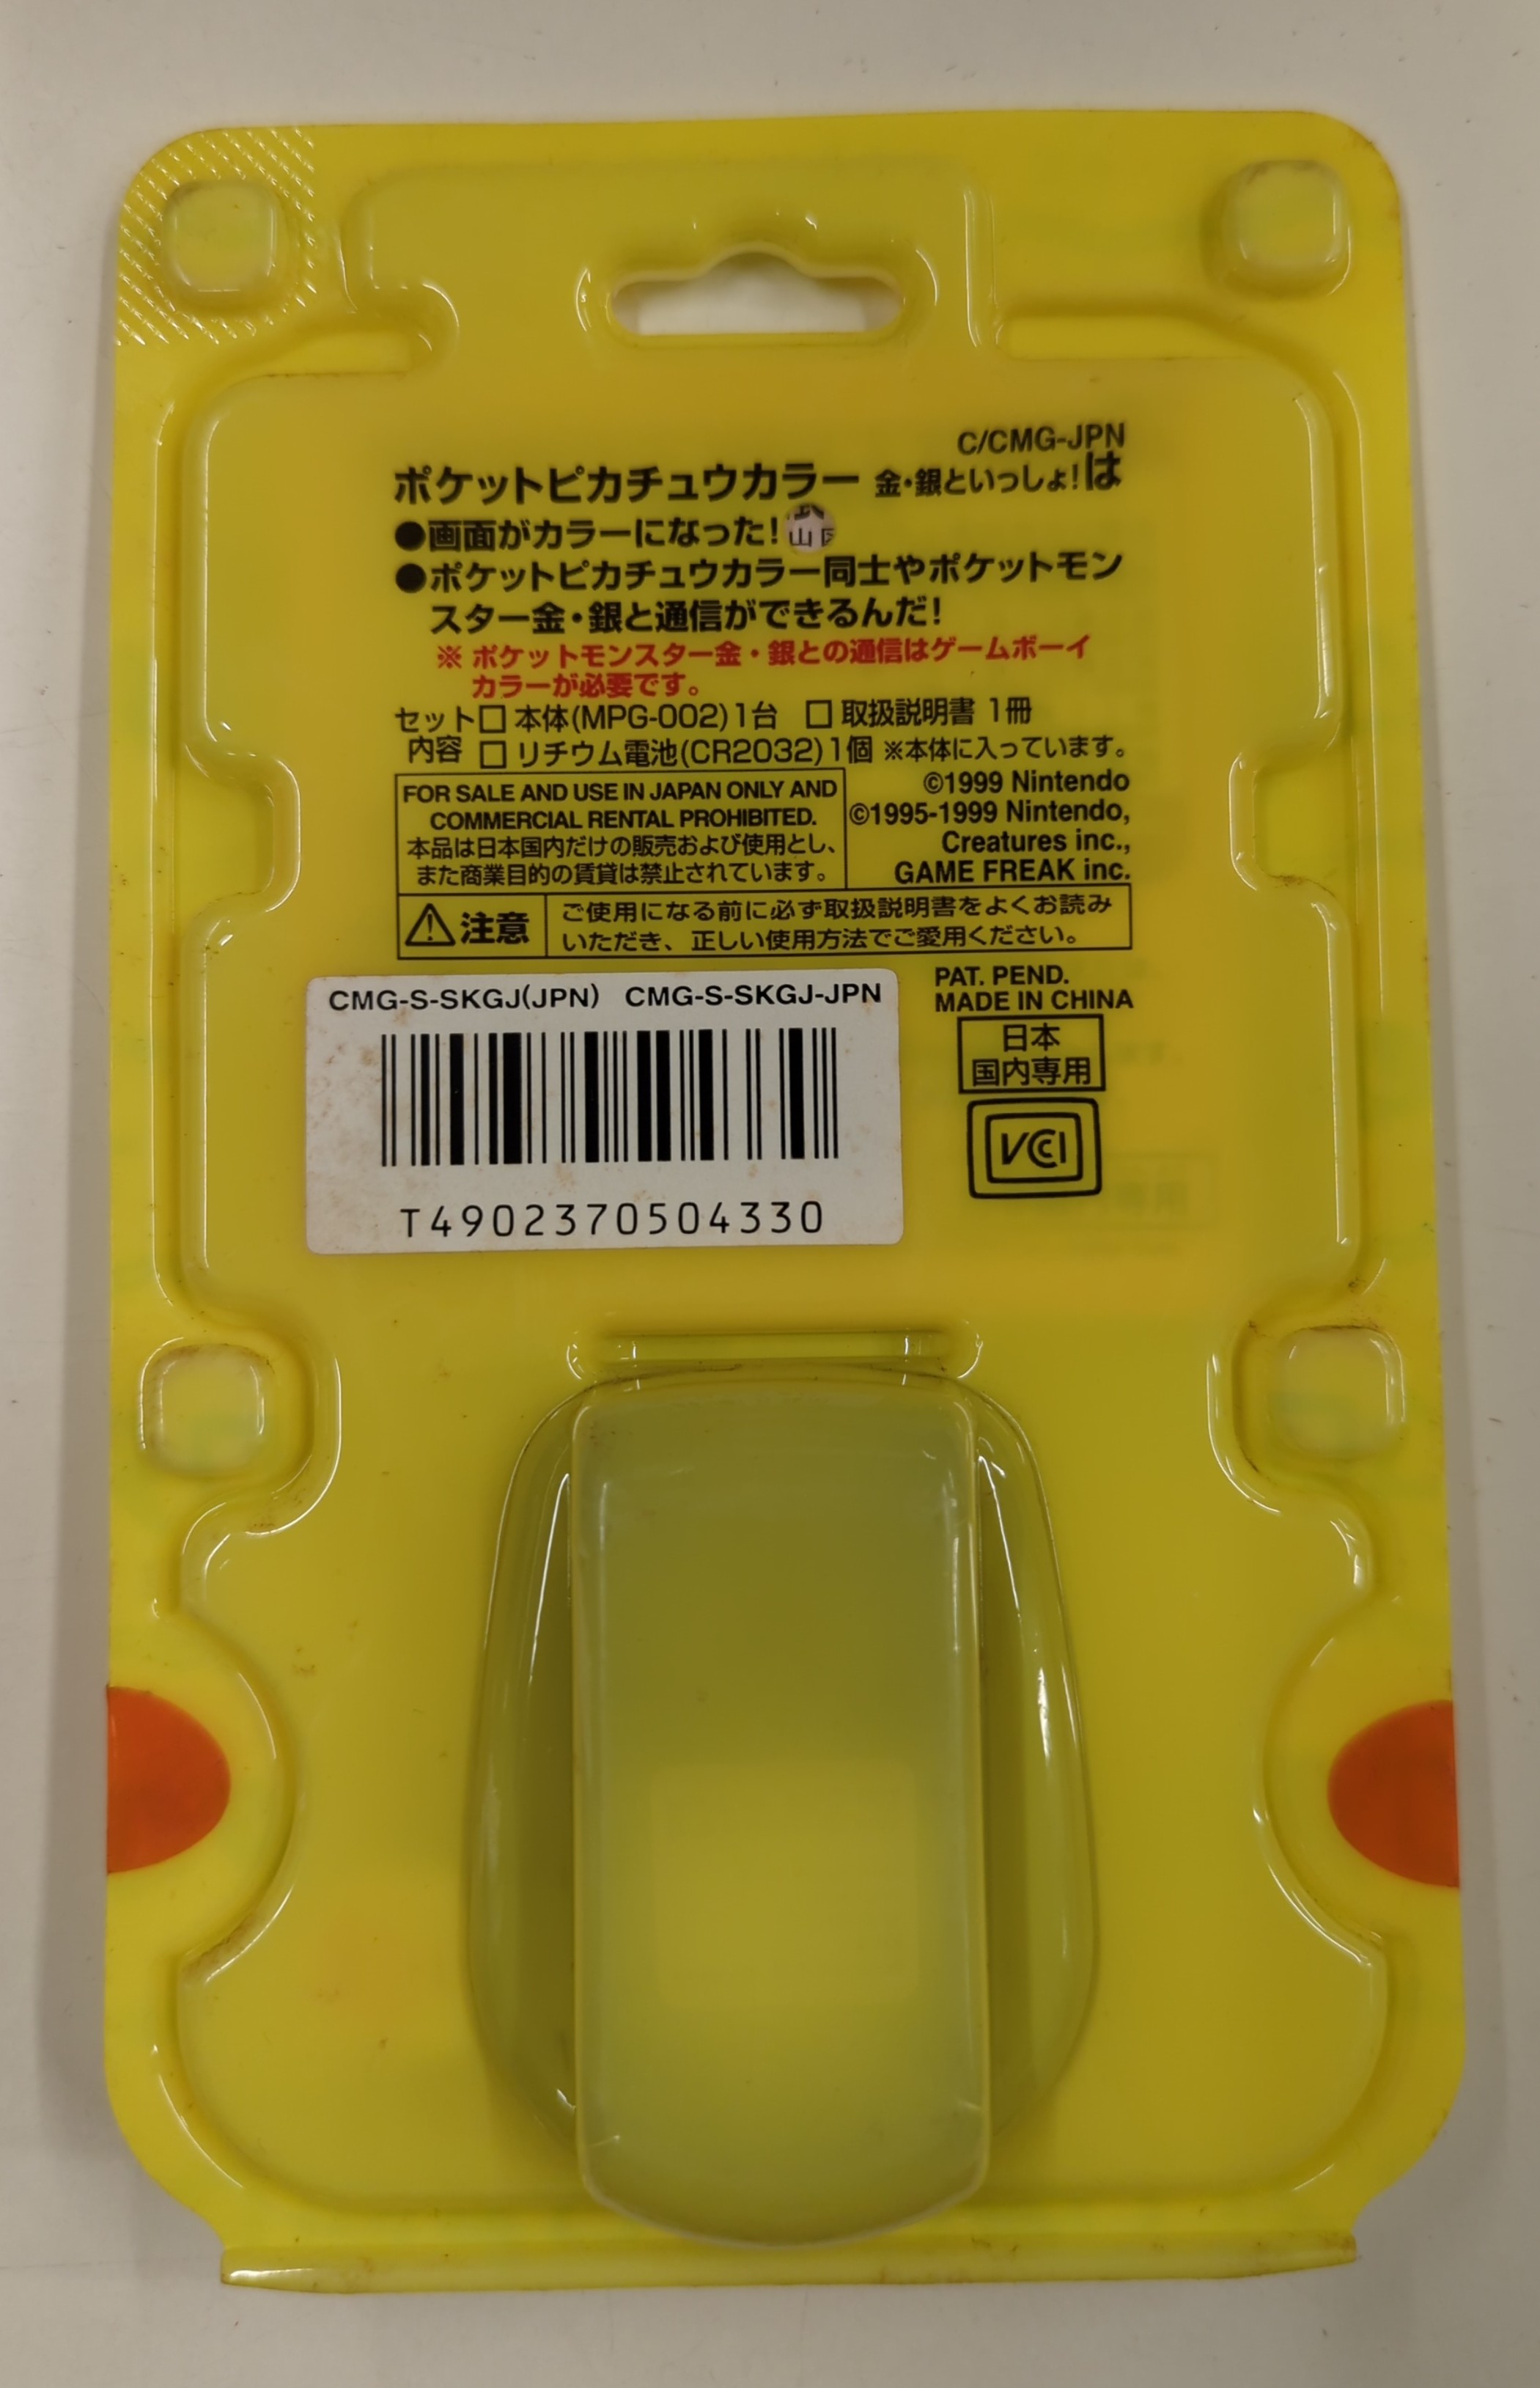 C/CMG-JPN
ポケットピカチュウカラー 金・銀といっしょ!は
●画面がカラーになった!
●ポケットピカチュウカラー同士やポケットモン
スター金・銀と通信ができるんだ!
※ ポケットモンスター金・銀との通信はゲームボーイ
カラーが必要です。
セット □ 本体(MPG-002)1台 □ 取扱説明書 1冊
内容 □ リチウム電池(CR2032)1個 ※本体に入っています。
FOR SALE AND USE IN JAPAN ONLY AND
COMMERCIAL RENTAL PROHIBITED.
本品は日本国内だけの販売および使用とし、
また商業目的の賃貸は禁止されています。
©1999 Nintendo
©1995-1999 Nintendo,
Creatures inc.,
GAME FREAK inc.
⚠注意
ご使用になる前に必ず取扱説明書をよくお読み
いただき、正しい使用方法でご愛用ください。
CMG-S-SKGJ(JPN) CMG-S-SKGJ-JPN
T4902370504330
PAT. PEND.
MADE IN CHINA
日本
国内専用
VCCI